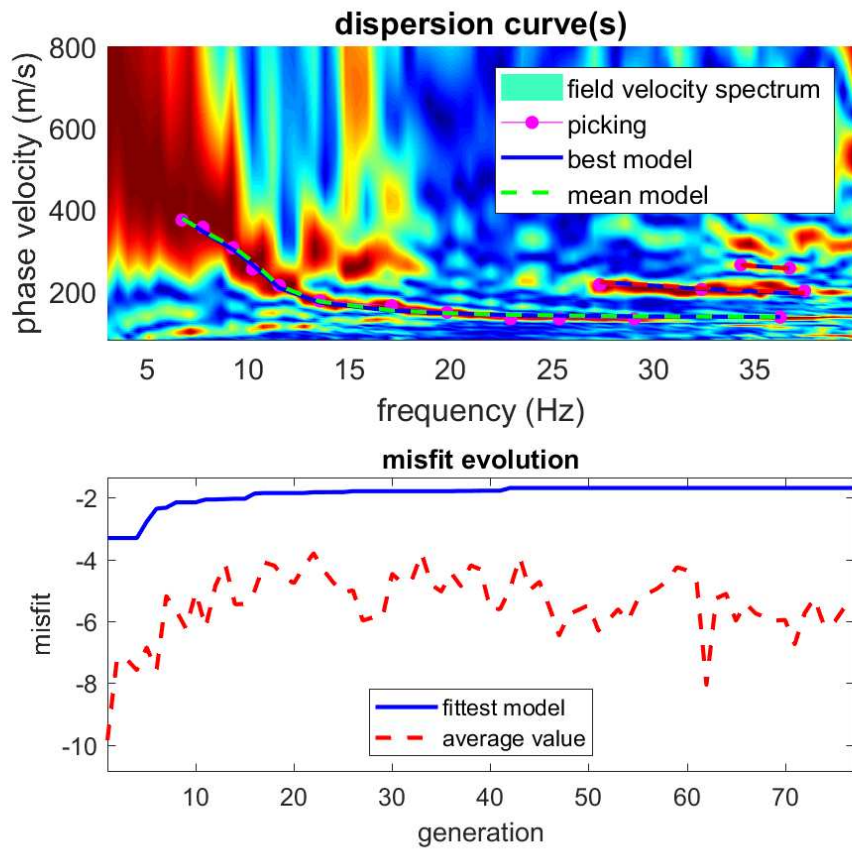 dispersion curve(s)
800
600
400
200
phase velocity (m/s)
field velocity spectrum
picking
best model
mean model
5 10 15 20 25 30 35
frequency (Hz)
misfit evolution
-2
-4
-6
-8
-10
misfit
fittest model
average value
10 20 30 40 50 60 70
generation